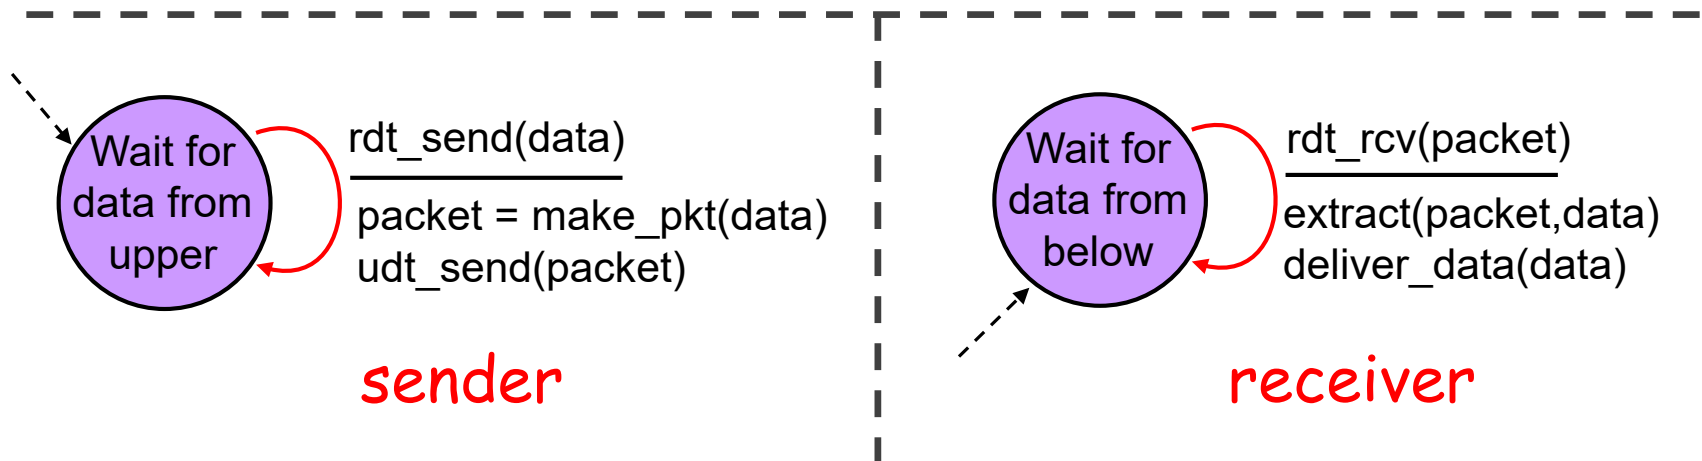 Wait for
data from
upper
rdt_send(data)
packet = make_pkt(data)
udt_send(packet)
sender
Wait for
data from
below
rdt_rcv(packet)
extract(packet,data)
deliver_data(data)
receiver